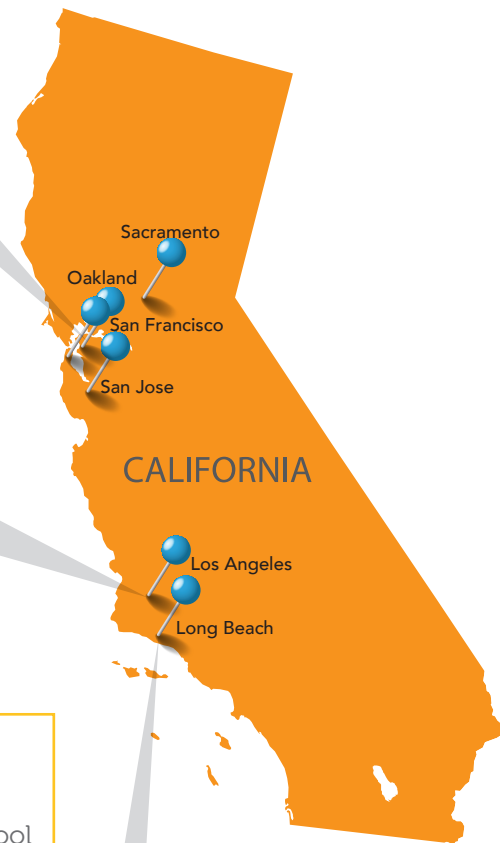 Sacramento
Oakland
San Francisco
San Jose
CALIFORNIA
Los Angeles
Long Beach